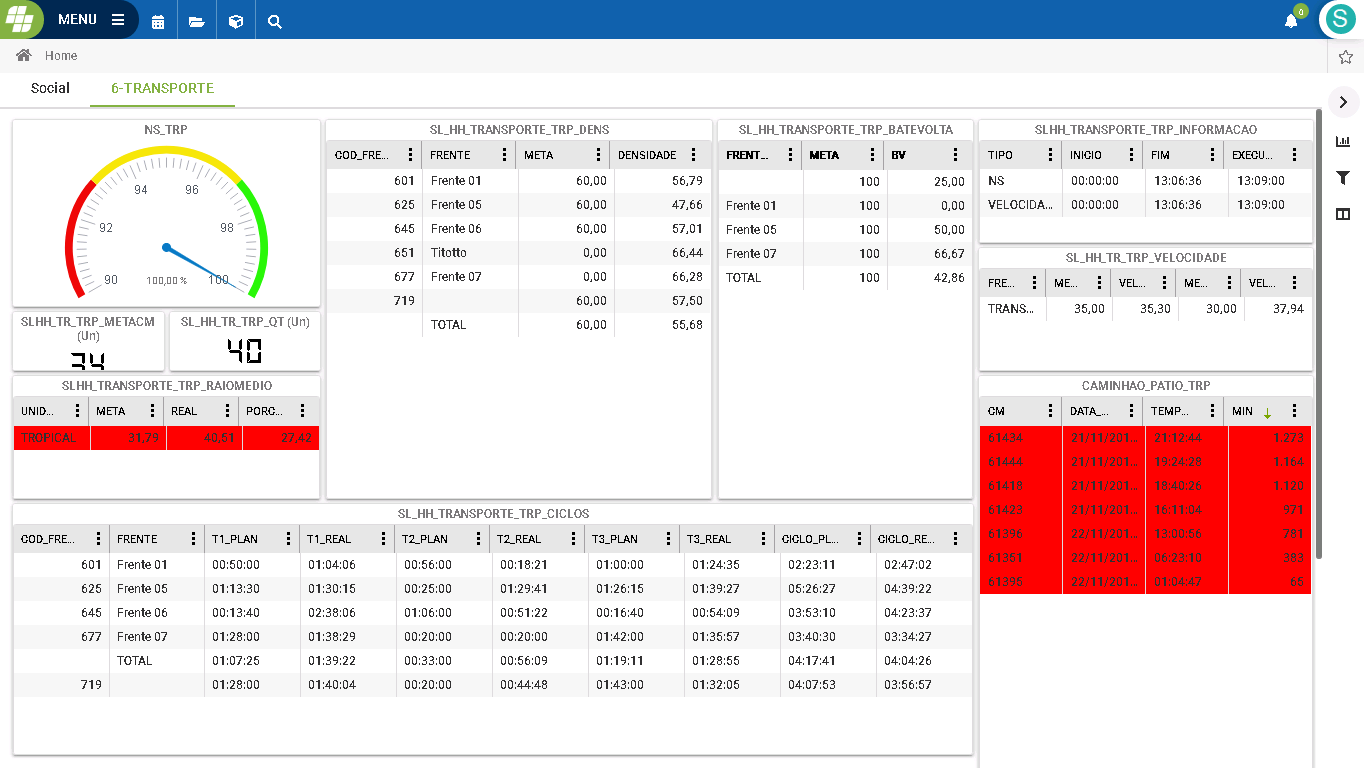 MENU
0
S
Home
Social 6-TRANSPORTE
NS_TRP
90 92 94 96 98 100
100,00 %
SLHH_TR_TRP_METACM (Un)
34
SL_HH_TR_TRP_QT (Un)
40
SLHH_TRANSPORTE_TRP_RAIOMEDIO
UNID... META REAL PORC...
TROPICAL 31,79 40,51 27,42
SL_HH_TRANSPORTE_TRP_DENS
COD_FRE... FRENTE META DENSIDADE
601 Frente 01 60,00 56,79
625 Frente 05 60,00 47,66
645 Frente 06 60,00 57,01
651 Titotto 0,00 66,44
677 Frente 07 0,00 66,28
719 60,00 57,50
TOTAL 60,00 55,68
SL_HH_TRANSPORTE_TRP_BATEVOLTA
FRENT... META BV
100 25,00
Frente 01 100 0,00
Frente 05 100 50,00
Frente 07 100 66,67
TOTAL 100 42,86
SLHH_TRANSPORTE_TRP_INFORMACAO
TIPO INICIO FIM EXECU...
NS 00:00:00 13:06:36 13:09:00
VELOCIDA... 00:00:00 13:06:36 13:09:00
SL_HH_TR_TRP_VELOCIDADE
FRE... ME... VEL... ME... VEL...
TRANS... 35,00 35,30 30,00 37,94
SL_HH_TRANSPORTE_TRP_CICLOS
COD_FRE... FRENTE T1_PLAN T1_REAL T2_PLAN T2_REAL T3_PLAN T3_REAL CICLO_PL... CICLO_RE...
601 Frente 01 00:50:00 01:04:06 00:56:00 00:18:21 01:00:00 01:24:35 02:23:11 02:47:02
625 Frente 05 01:13:30 01:30:15 00:25:00 01:29:41 01:26:15 01:39:27 05:26:27 04:39:22
645 Frente 06 00:13:40 02:38:06 01:06:00 00:51:22 00:16:40 00:54:09 03:53:10 04:23:37
677 Frente 07 01:28:00 01:38:29 00:20:00 00:20:00 01:42:00 01:35:57 03:40:30 03:34:27
TOTAL 01:07:25 01:39:22 00:33:00 00:56:09 01:19:11 01:28:55 04:17:41 04:04:26
719 01:28:00 01:40:04 00:20:00 00:44:48 01:43:00 01:32:05 04:07:53 03:56:57
CAMINHAO_PATIO_TRP
CM DATA_... TEMP... MIN
61434 21/11/201... 21:12:44 1.273
61444 21/11/201... 19:24:28 1.164
61418 21/11/201... 18:40:26 1.120
61423 21/11/201... 16:11:04 971
61396 22/11/201... 13:00:56 781
61351 22/11/201... 06:23:10 383
61395 22/11/201... 01:04:47 65